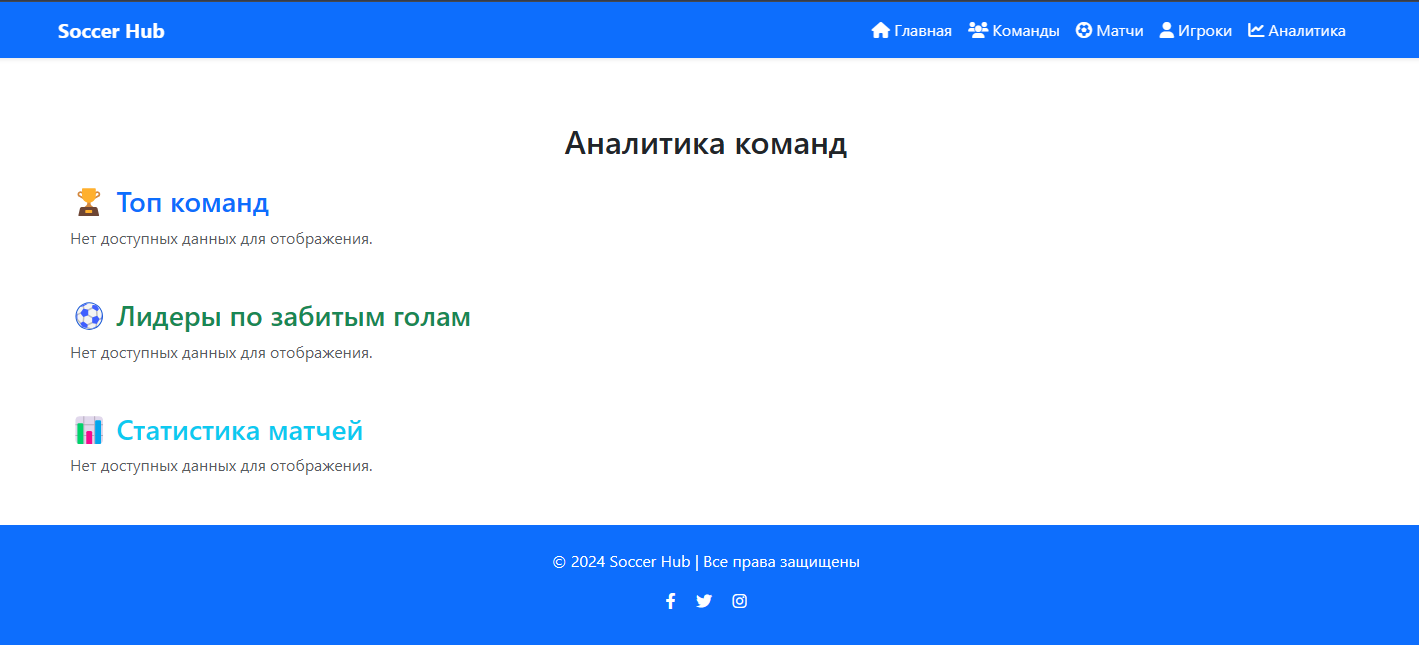 Soccer Hub
Главная Команды Матчи Игроки Аналитика
Аналитика команд
Топ команд
Нет доступных данных для отображения.
Лидеры по забитым голам
Нет доступных данных для отображения.
Статистика матчей
Нет доступных данных для отображения.
© 2024 Soccer Hub | Все права защищены